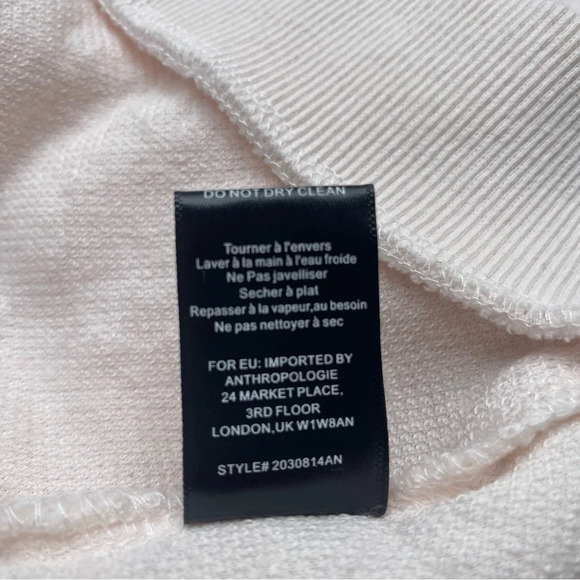 DO NOT DRY CLEAN
Tourner à l'envers
Laver à la main à l'eau froide
Ne Pas javelliser
Secher à plat
Repasser à la vapeur,au besoin
Ne pas nettoyer à sec
FOR EU: IMPORTED BY
ANTHROPOLOGIE
24 MARKET PLACE,
3RD FLOOR
LONDON,UK W1W8AN
STYLE# 2030814AN